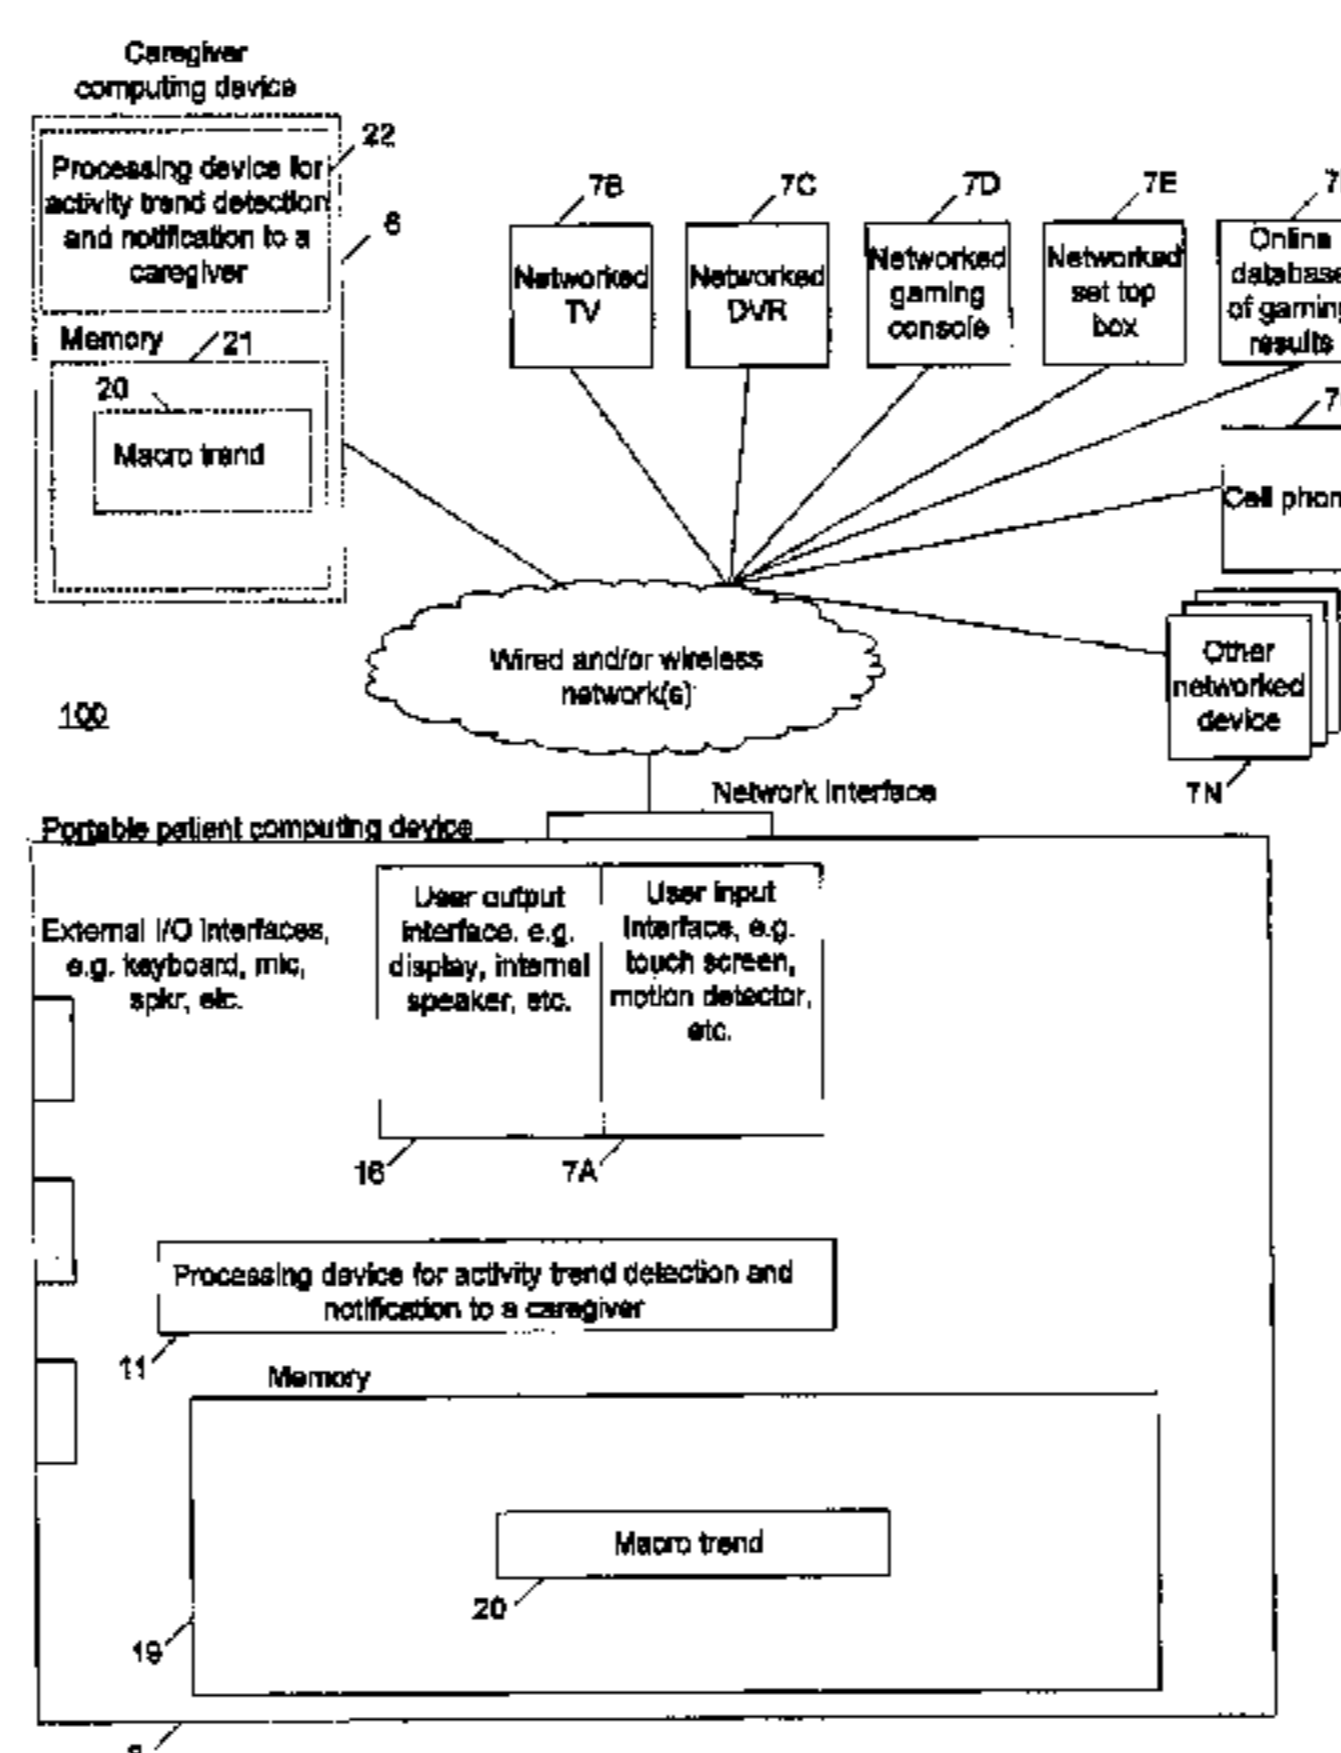 Caregiver
computing device
22
Processing device for
activity trend detection
and notification to a
caregiver
6
Memory
21
20
Macro trend
7B
Networked
TV
7C
Networked
DVR
7D
Networked
gaming
console
7E
Networked
set top
box
Online
database
of gaming
results
Cell phon
Other
networked
device
7N
Wired and/or wireless
network(s)
100
Network interface
Portable patient computing device
External I/O interfaces,
e.g. keyboard, mic,
spkr, etc.
User output
interface, e.g.
display, internal
speaker, etc.
User input
interface, e.g.
touch screen,
motion detector,
etc.
16
7A
Processing device for activity trend detection and
notification to a caregiver
11
Memory
Macro trend
20
19